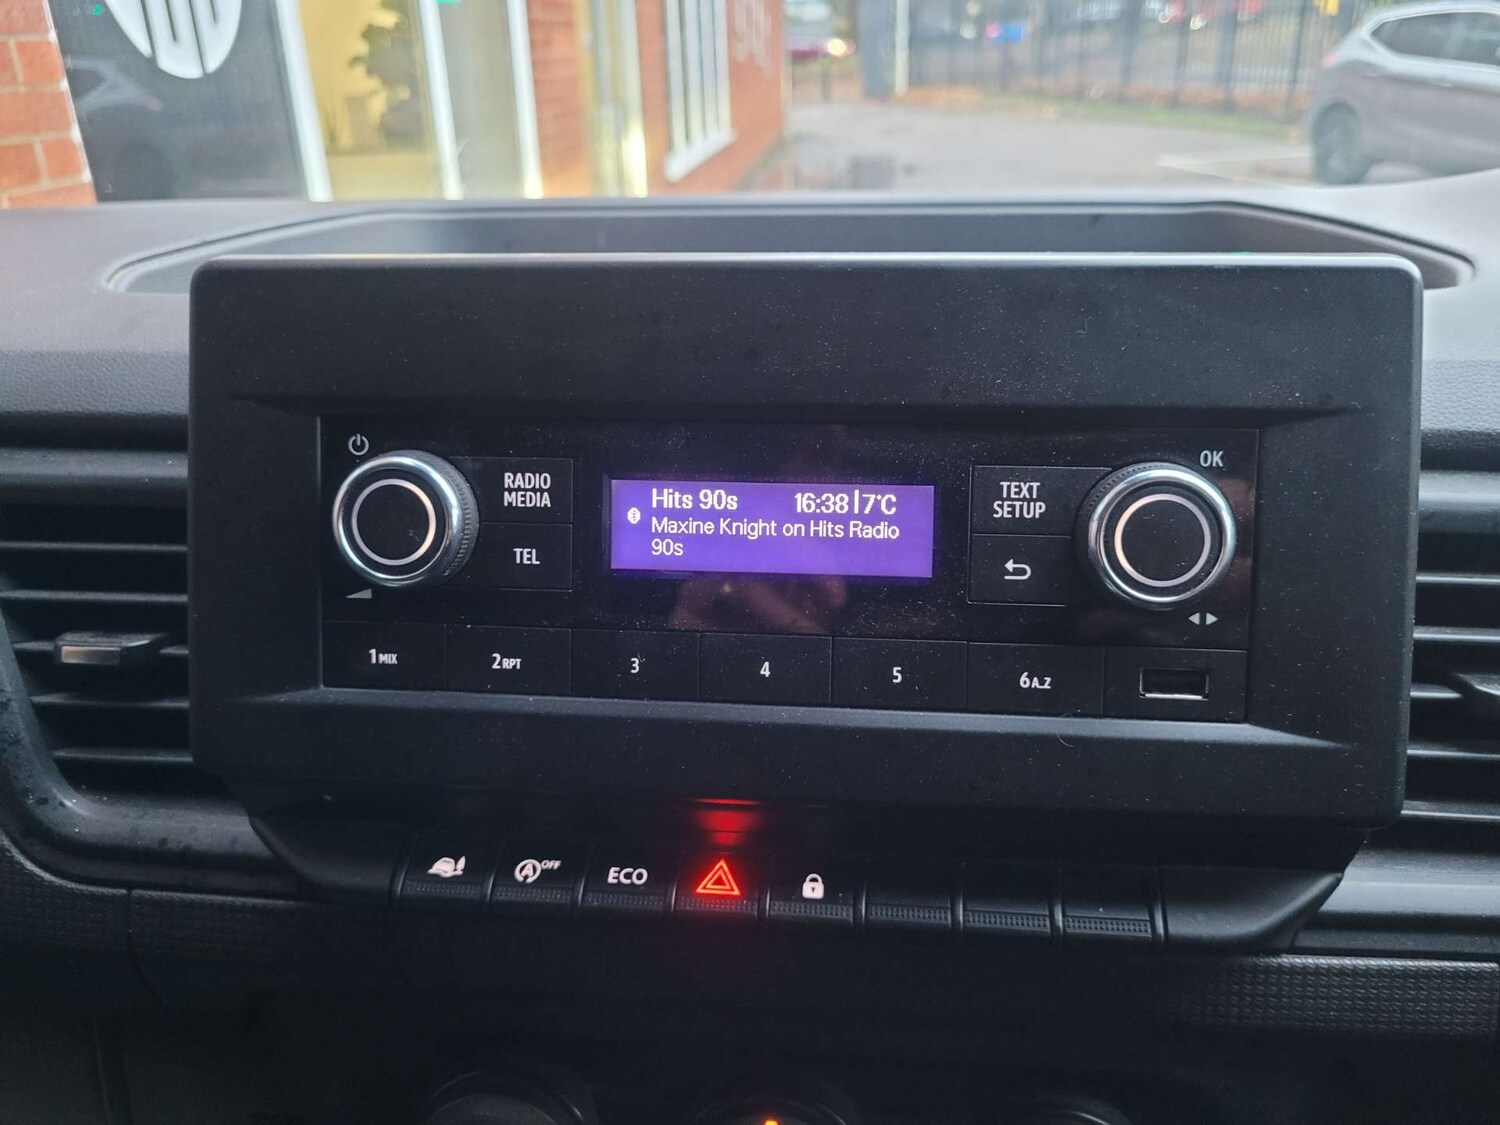 OK
RADIO
MEDIA
TEL
Hits 90s 16:38|7°C
Maxine Knight on Hits Radio
90s
TEXT
SETUP
1 MIX
2 RPT
3
4
5
6 A..Z
A OFF
ECO